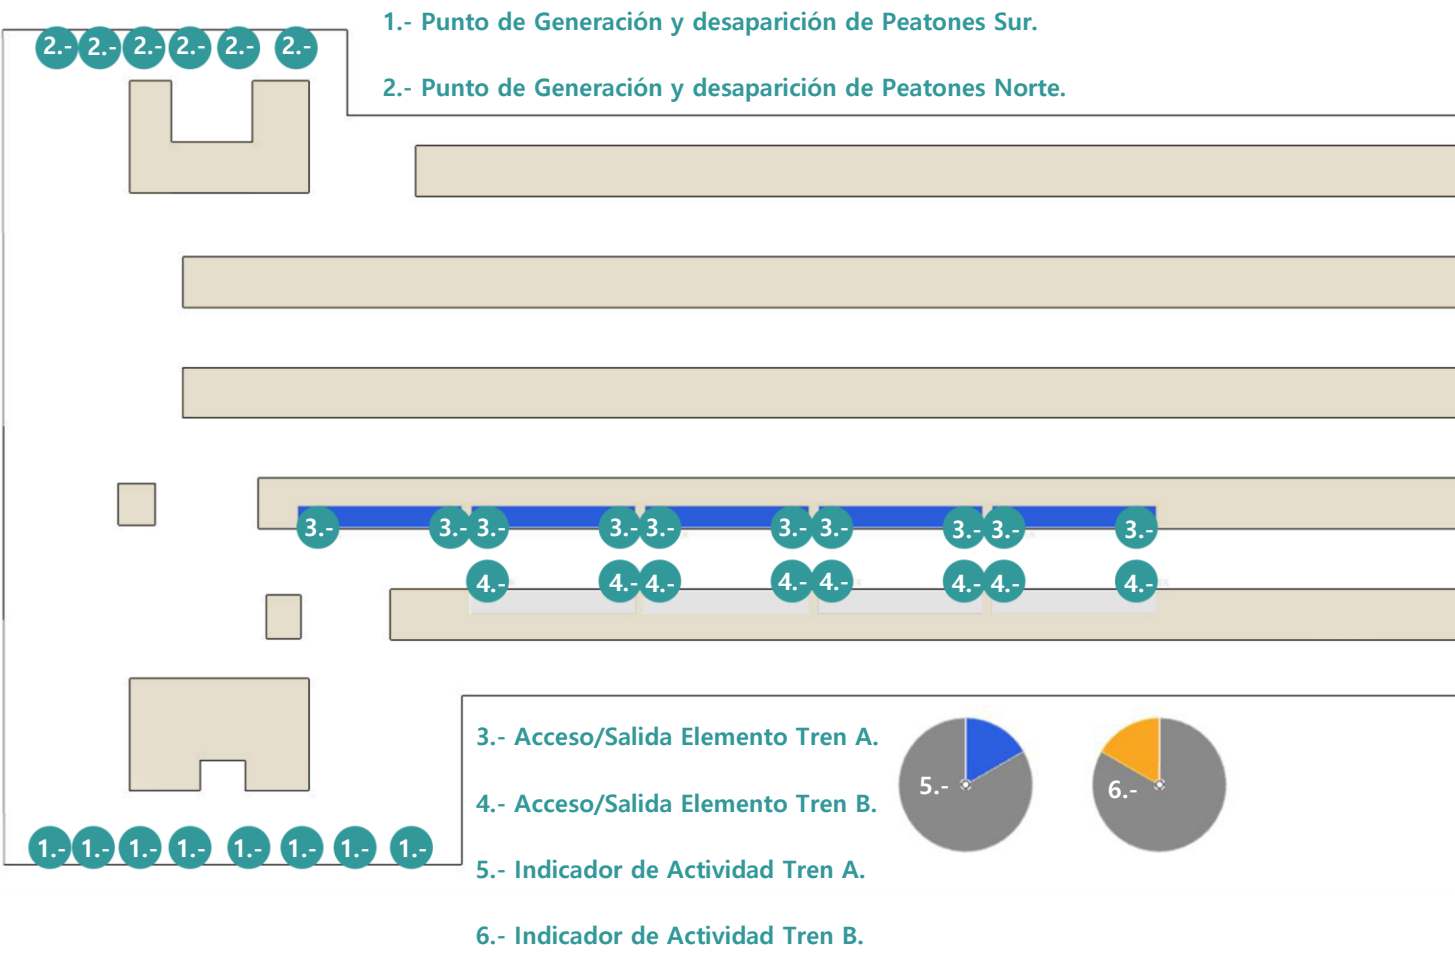 1.- Punto de Generación y desaparición de Peatones Sur.
2.- 2.- 2.- 2.- 2.- 2.-
2.- Punto de Generación y desaparición de Peatones Norte.
3.- 3.- 3.- 3.- 3.- 3.- 3.- 3.- 3.- 3.-
4.- 4.- 4.- 4.- 4.- 4.- 4.- 4.-
3.- Acceso/Salida Elemento Tren A.
5.- 6.-
4.- Acceso/Salida Elemento Tren B.
1.- 1.- 1.- 1.- 1.- 1.- 1.- 1.-
5.- Indicador de Actividad Tren A.
6.- Indicador de Actividad Tren B.